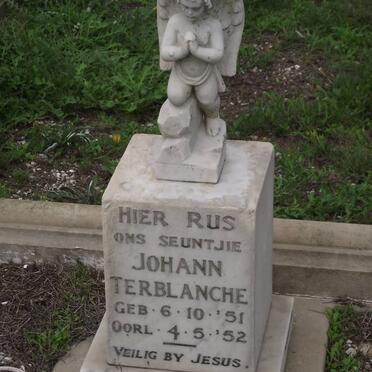 HIER RUS
ONS SEUNTJIE
JOHANN
TERBLANCHE
GEB · 6 · 10 · '51
OORL · 4 · 5 · '52
VEILIG BY JESUS.